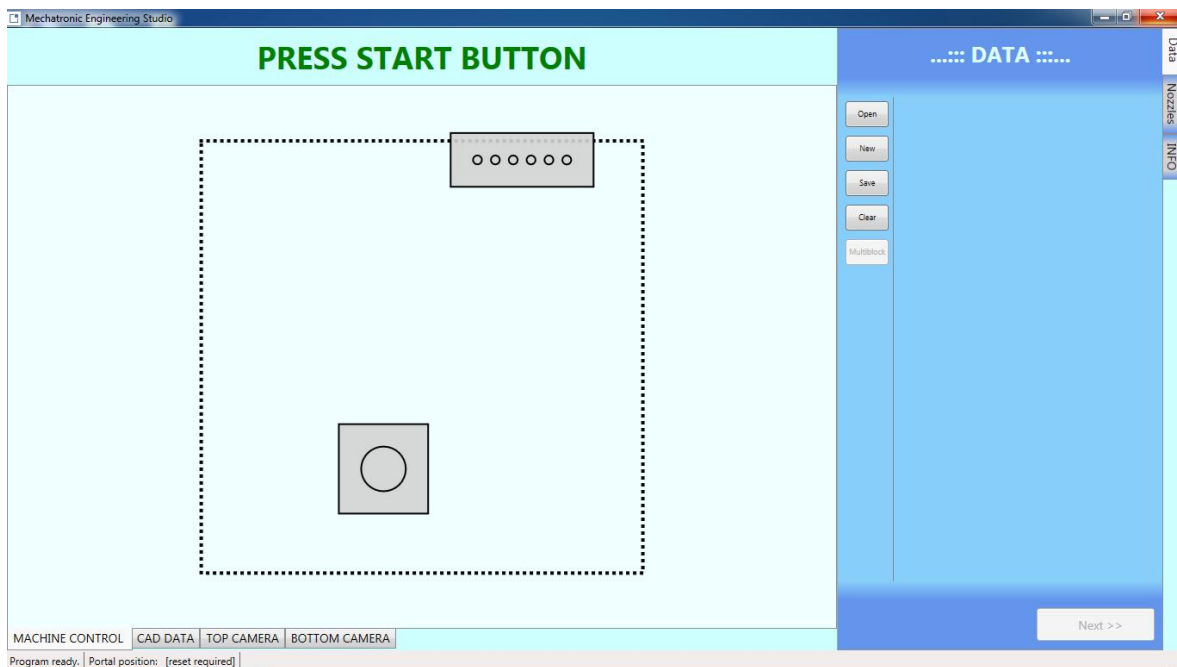 Mechatronic Engineering Studio
PRESS START BUTTON
...::: DATA :::...
Data
Nozzles
INFO
Open
New
Save
Clear
Multiblock
Next >>
MACHINE CONTROL CAD DATA TOP CAMERA BOTTOM CAMERA
Program ready. Portal position: [reset required]